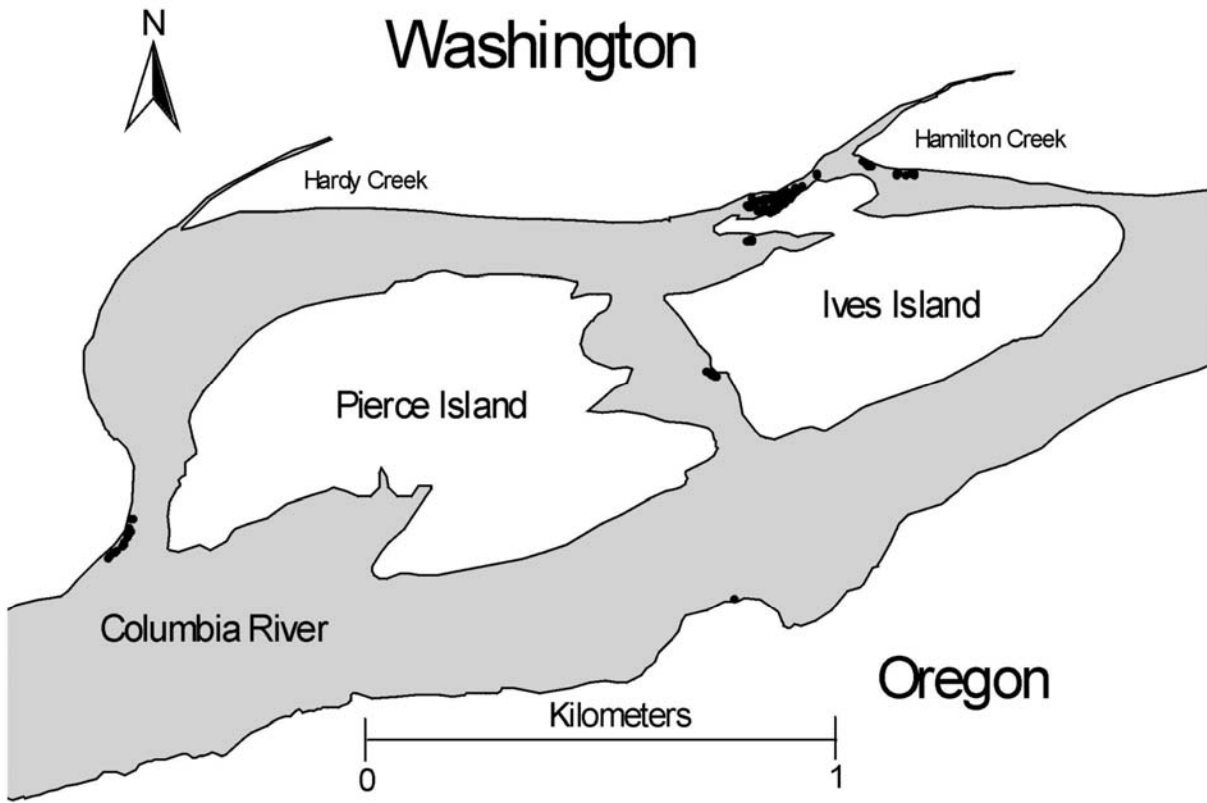 N
Washington
Hamilton Creek
Hardy Creek
Ives Island
Pierce Island
Columbia River
Oregon
Kilometers
0 1